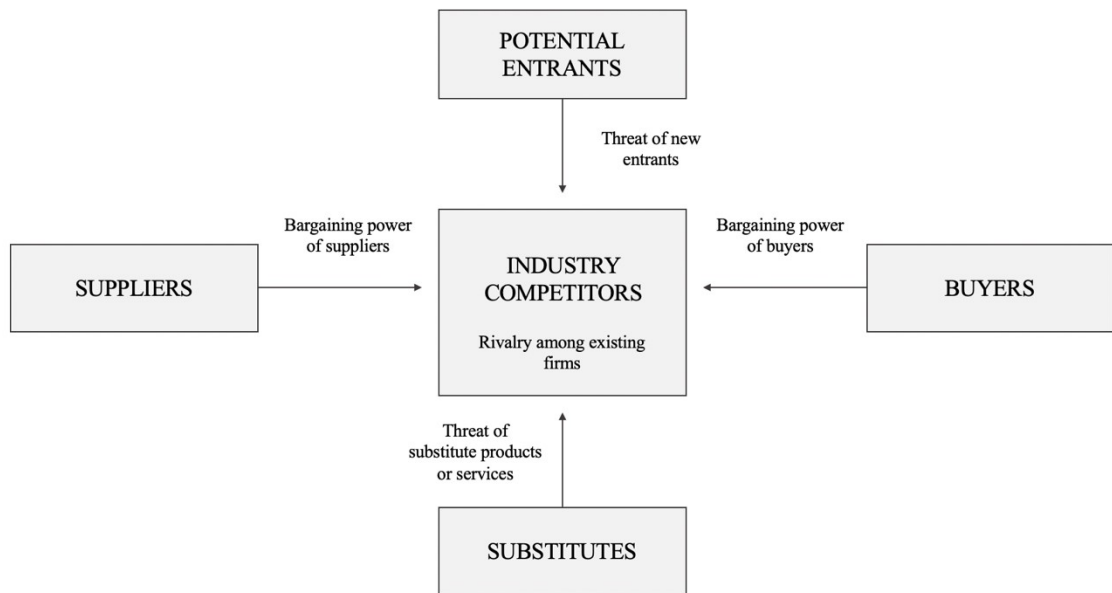 POTENTIAL
ENTRANTS
Threat of new
entrants
Bargaining power
of suppliers
Bargaining power
of buyers
SUPPLIERS
INDUSTRY
COMPETITORS
Rivalry among existing
firms
BUYERS
Threat of
substitute products
or services
SUBSTITUTES